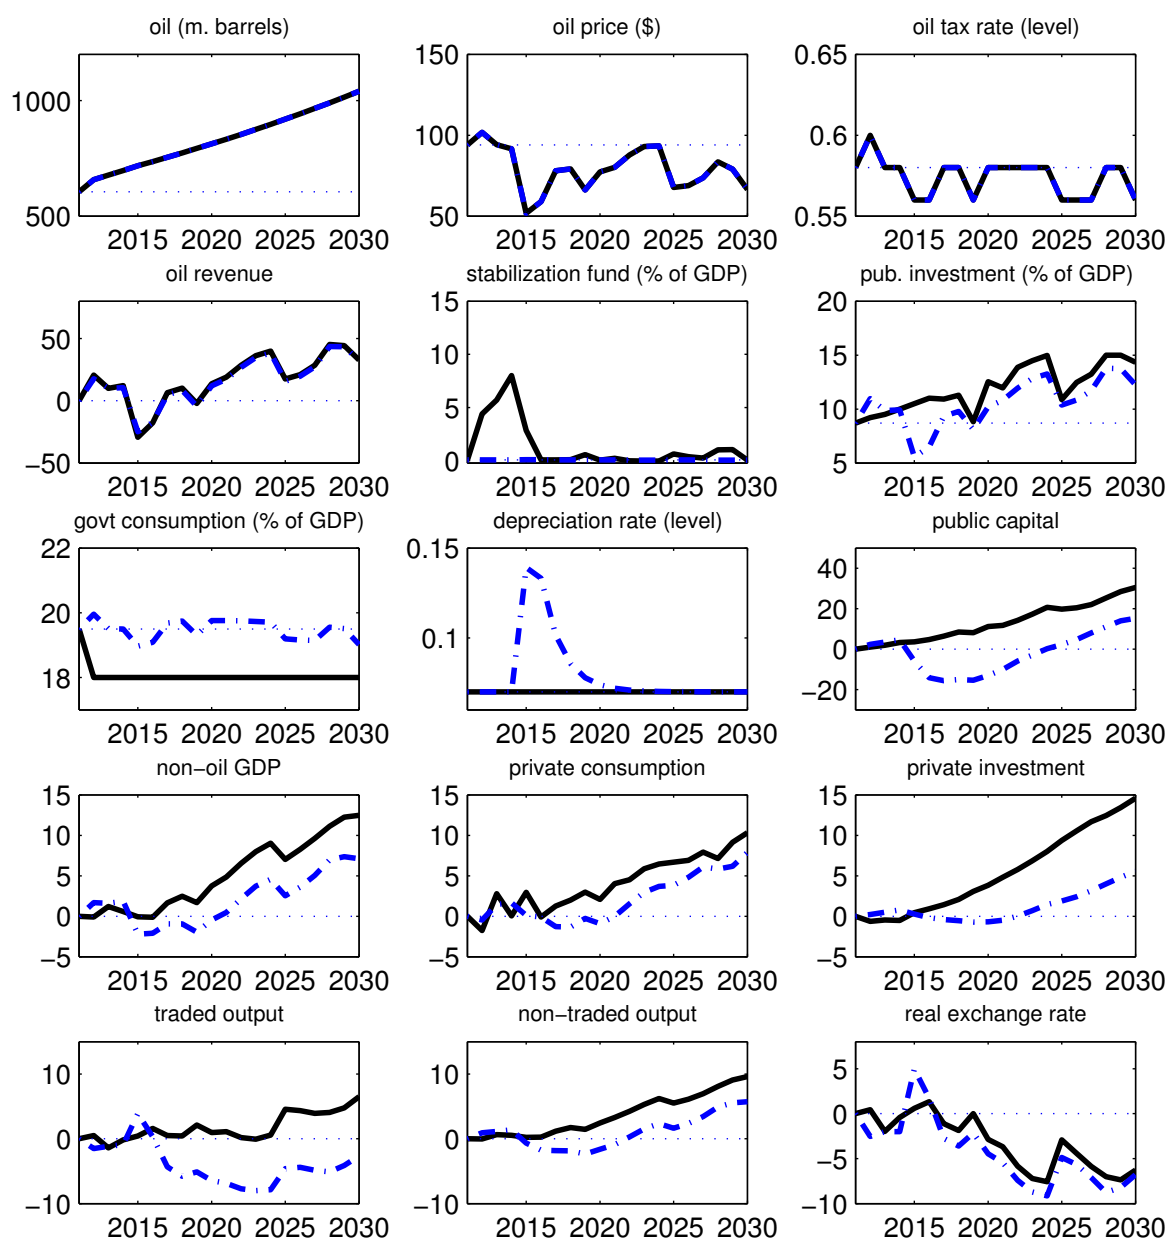 oil (m. barrels)
1000
500
2015 2020 2025 2030
oil price ($)
150
100
50
2015 2020 2025 2030
oil tax rate (level)
0.65
0.6
0.55
2015 2020 2025 2030
oil revenue
50
0
−50
2015 2020 2025 2030
stabilization fund (% of GDP)
15
10
5
0
2015 2020 2025 2030
pub. investment (% of GDP)
20
15
10
5
2015 2020 2025 2030
govt consumption (% of GDP)
22
20
18
2015 2020 2025 2030
depreciation rate (level)
0.15
0.1
2015 2020 2025 2030
public capital
40
20
0
−20
2015 2020 2025 2030
non−oil GDP
15
10
5
0
−5
2015 2020 2025 2030
private consumption
15
10
5
0
−5
2015 2020 2025 2030
private investment
15
10
5
0
−5
2015 2020 2025 2030
traded output
10
0
−10
2015 2020 2025 2030
non−traded output
10
0
−10
2015 2020 2025 2030
real exchange rate
5
0
−5
−10
2015 2020 2025 2030